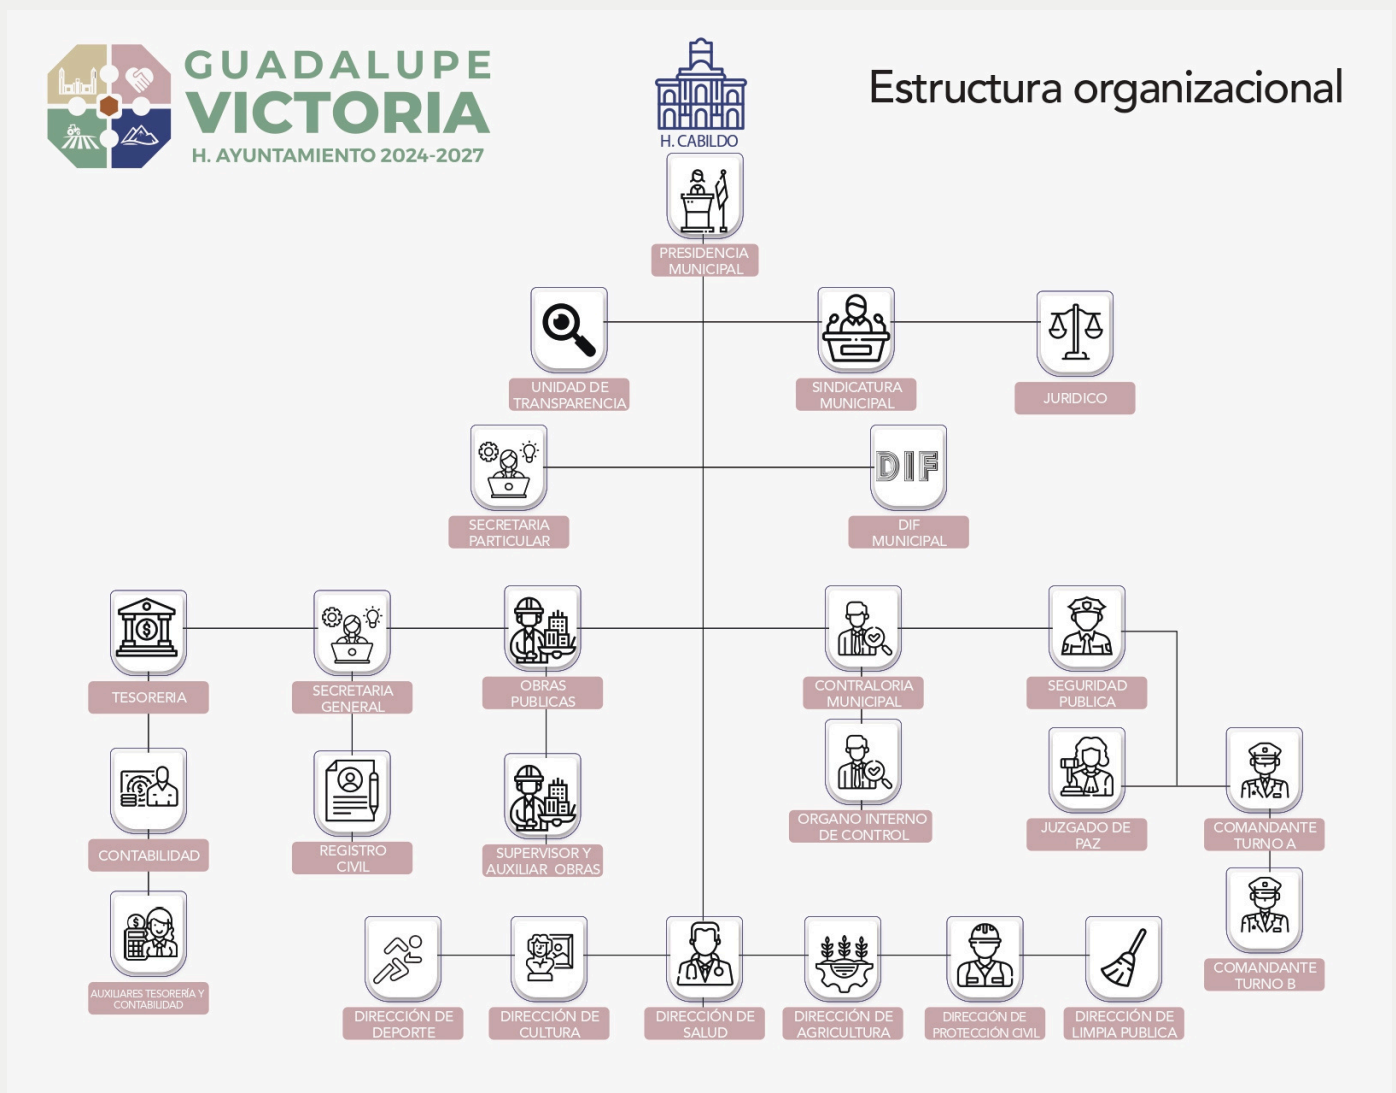 GUADALUPE
VICTORIA
H. AYUNTAMIENTO 2024-2027
Estructura organizacional
H. CABILDO
PRESIDENCIA
MUNICIPAL
UNIDAD DE
TRANSPARENCIA
SINDICATURA
MUNICIPAL
JURIDICO
SECRETARIA
PARTICULAR
DIF
DIF
MUNICIPAL
$
TESORERIA
SECRETARIA
GENERAL
OBRAS
PUBLICAS
CONTRALORIA
MUNICIPAL
SEGURIDAD
PUBLICA
CONTABILIDAD
REGISTRO
CIVIL
SUPERVISOR Y
AUXILIAR OBRAS
ORGANO INTERNO
DE CONTROL
JUZGADO DE
PAZ
COMANDANTE
TURNO A
$
AUXILIARES TESORERÍA Y
CONTABILIDAD
COMANDANTE
TURNO B
DIRECCIÓN DE
DEPORTE
DIRECCIÓN DE
CULTURA
DIRECCIÓN DE
SALUD
DIRECCIÓN DE
AGRICULTURA
DIRECCIÓN DE
PROTECCIÓN CIVIL
DIRECCIÓN DE
LIMPIA PUBLICA